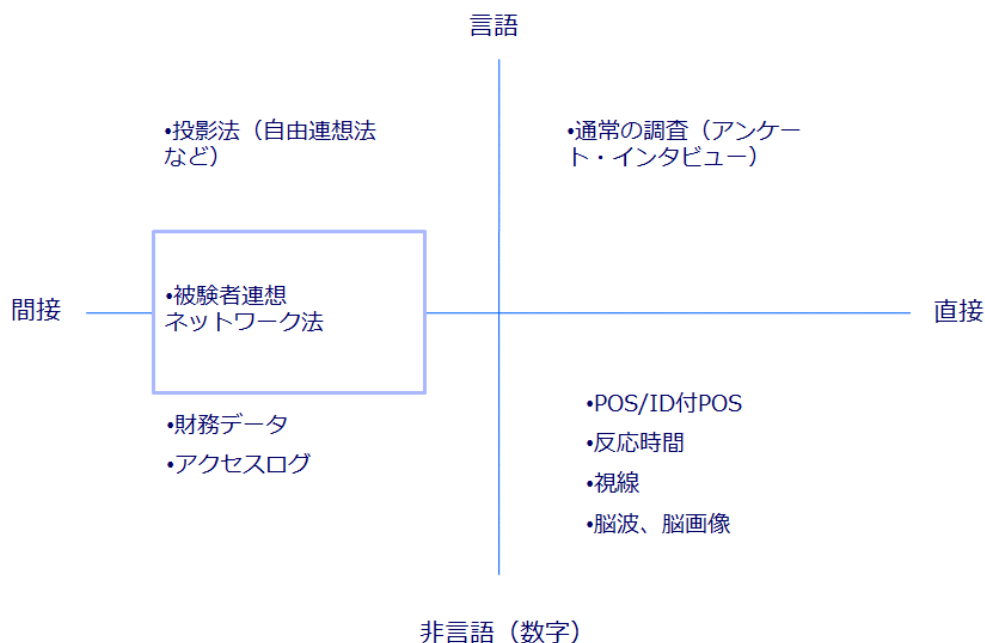 言語
•投影法（自由連想法
など）
•通常の調査（アンケー
ト・インタビュー）
•被験者連想
ネットワーク法
間接
直接
•財務データ
•アクセスログ
•POS/ID付POS
•反応時間
•視線
•脳波、脳画像
非言語（数字）